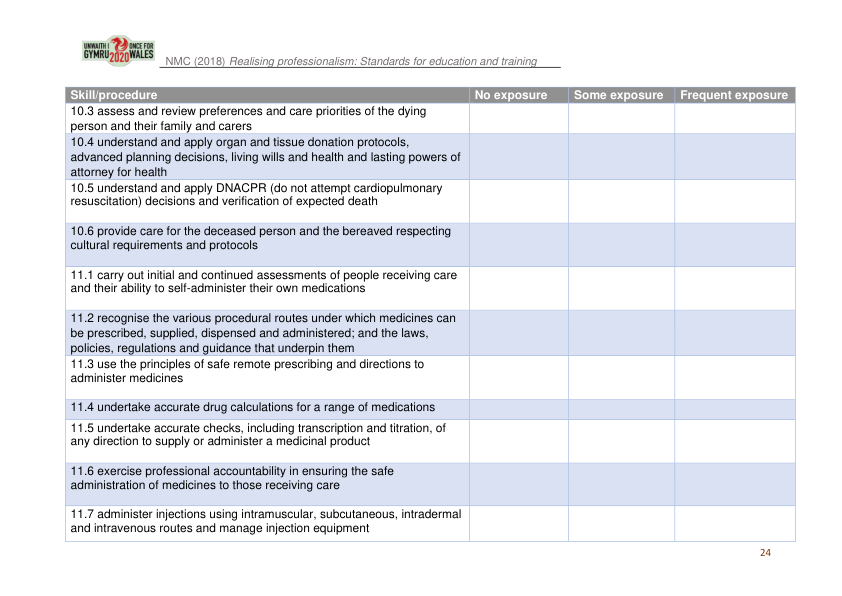 UNWAITH I ONCE FOR
GYMRU 2020 WALES
NMC (2018) Realising professionalism: Standards for education and training
Skill/procedure No exposure Some exposure Frequent exposure
10.3 assess and review preferences and care priorities of the dying
person and their family and carers
10.4 understand and apply organ and tissue donation protocols,
advanced planning decisions, living wills and health and lasting powers of
attorney for health
10.5 understand and apply DNACPR (do not attempt cardiopulmonary
resuscitation) decisions and verification of expected death
10.6 provide care for the deceased person and the bereaved respecting
cultural requirements and protocols
11.1 carry out initial and continued assessments of people receiving care
and their ability to self-administer their own medications
11.2 recognise the various procedural routes under which medicines can
be prescribed, supplied, dispensed and administered; and the laws,
policies, regulations and guidance that underpin them
11.3 use the principles of safe remote prescribing and directions to
administer medicines
11.4 undertake accurate drug calculations for a range of medications
11.5 undertake accurate checks, including transcription and titration, of
any direction to supply or administer a medicinal product
11.6 exercise professional accountability in ensuring the safe
administration of medicines to those receiving care
11.7 administer injections using intramuscular, subcutaneous, intradermal
and intravenous routes and manage injection equipment
24